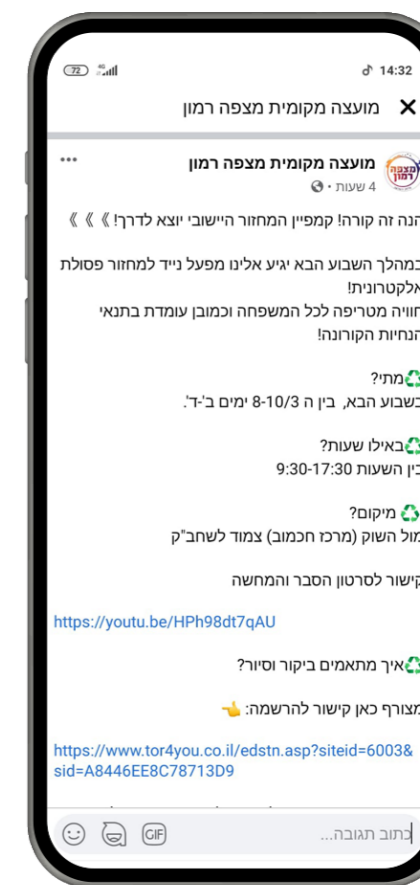 72 4G 14:32
מועצה מקומית מצפה רמון
מצפה רמון
מועצה מקומית מצפה רמון
4 שעות ·
הנה זה קורה! קמפיין המחזור היישובי יוצא לדרך! 》 》 》
במהלך השבוע הבא יגיע אלינו מפעל נייד למחזור פסולת
אלקטרונית!
חוויה מטריפה לכל המשפחה וכמובן עומדת בתנאי
הנחיות הקורונה!
♻️מתי?
בשבוע הבא, בין ה 8-10/3 ימים ב'-ד'.
♻️באילו שעות?
בין השעות 9:30-17:30
♻️ מיקום?
מול השוק (מרכז חכמוב) צמוד לשחב"ק
קישור לסרטון הסבר והמחשה
https://youtu.be/HPh98dt7qAU
♻️איך מתאמים ביקור וסיור?
מצורף כאן קישור להרשמה: 👈
https://www.tor4you.co.il/edstn.asp?siteid=6003&
sid=A8446EE8C78713D9
כתוב תגובה...
GIF